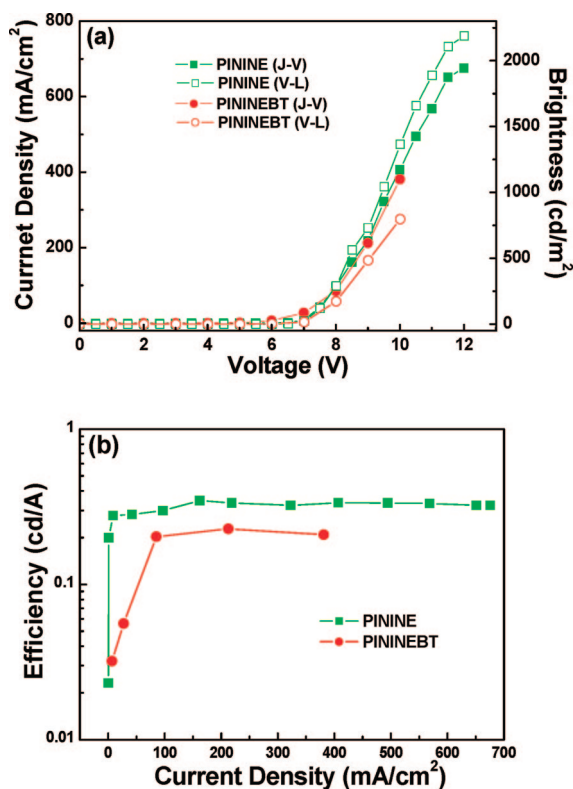 (a)
PININE (J-V)
PININE (V-L)
PININEBT (J-V)
PININEBT (V-L)
Currnet Density (mA/cm²)
800
600
400
200
0
Brightness (cd/m²)
2000
1500
1000
500
0
0 2 4 6 8 10 12
Voltage (V)
(b)
Efficiency (cd/A)
1
0.1
0.01
PININE
PININEBT
0 100 200 300 400 500 600 700
Current Density (mA/cm²)